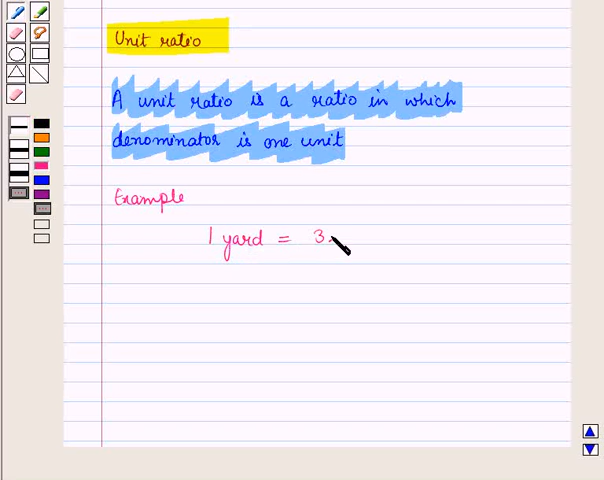 Unit ratio
A unit ratio is a ratio in which
denominator is one unit
Example
1 yard = 3